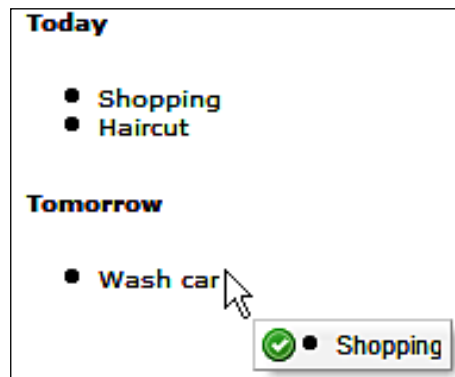 Today
• Shopping
• Haircut
Tomorrow
• Wash car
• Shopping